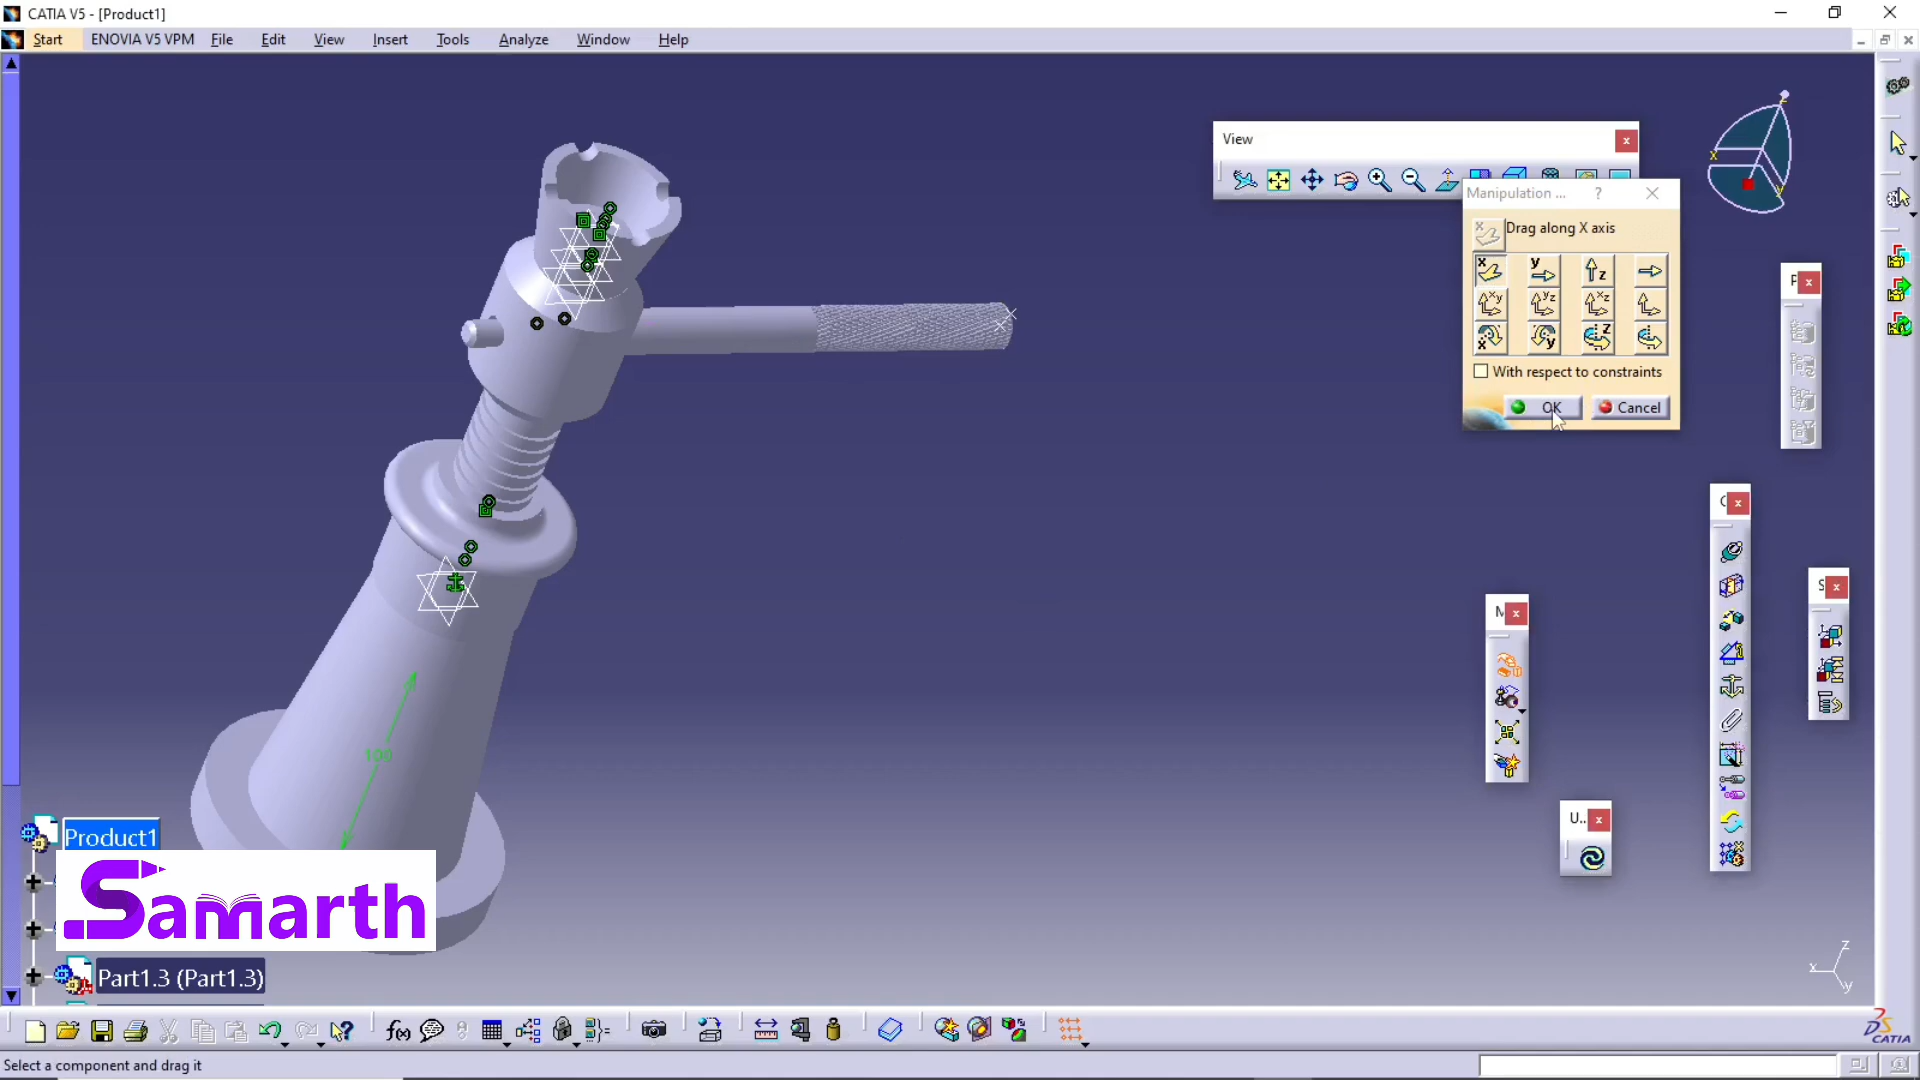 CATIA V5 - [Product1]
Start ENOVIA V5 VPM File Edit View Insert Tools Analyze Window Help
View
Manipulation ... ?
Drag along X axis
With respect to constraints
OK Cancel
U..
100
Product1
Samarth
Part1.3 (Part1.3)
Select a component and drag it
CATIA